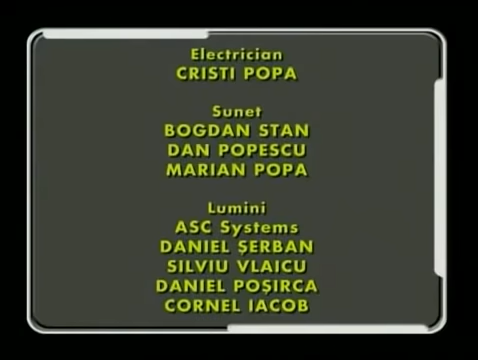 Electrician
CRISTI POPA
Sunet
BOGDAN STAN
DAN POPESCU
MARIAN POPA
Lumini
ASC Systems
DANIEL ȘERBAN
SILVIU VLAICU
DANIEL POȘIRCA
CORNEL IACOB